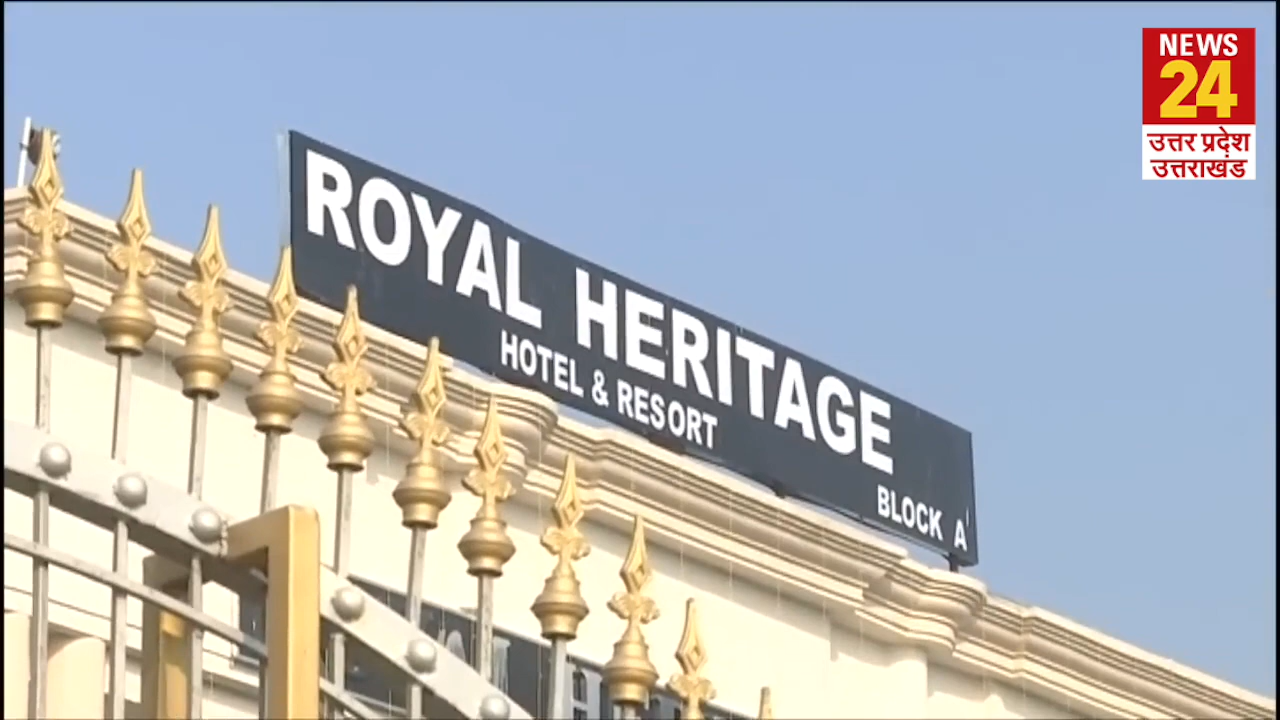 ROYAL HERITAGE
HOTEL & RESORT
BLOCK A
NEWS
24
उत्तर प्रदेश
उत्तराखंड